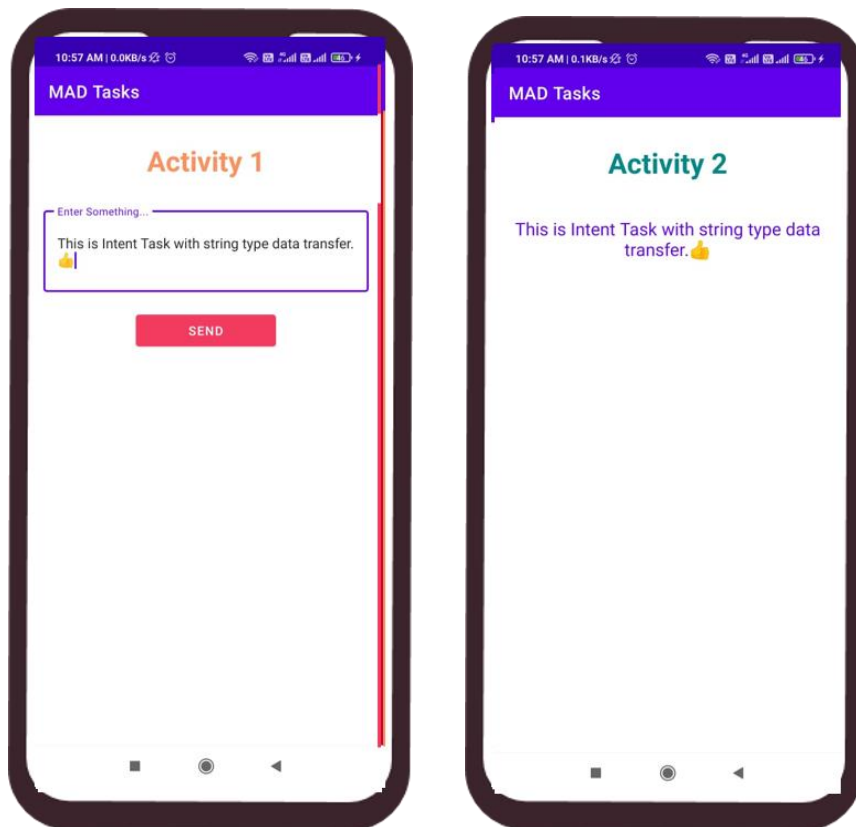 10:57 AM | 0.0KB/s
MAD Tasks
Activity 1
Enter Something...
This is Intent Task with string type data transfer.
👍
SEND
10:57 AM | 0.1KB/s
MAD Tasks
Activity 2
This is Intent Task with string type data
transfer.👍